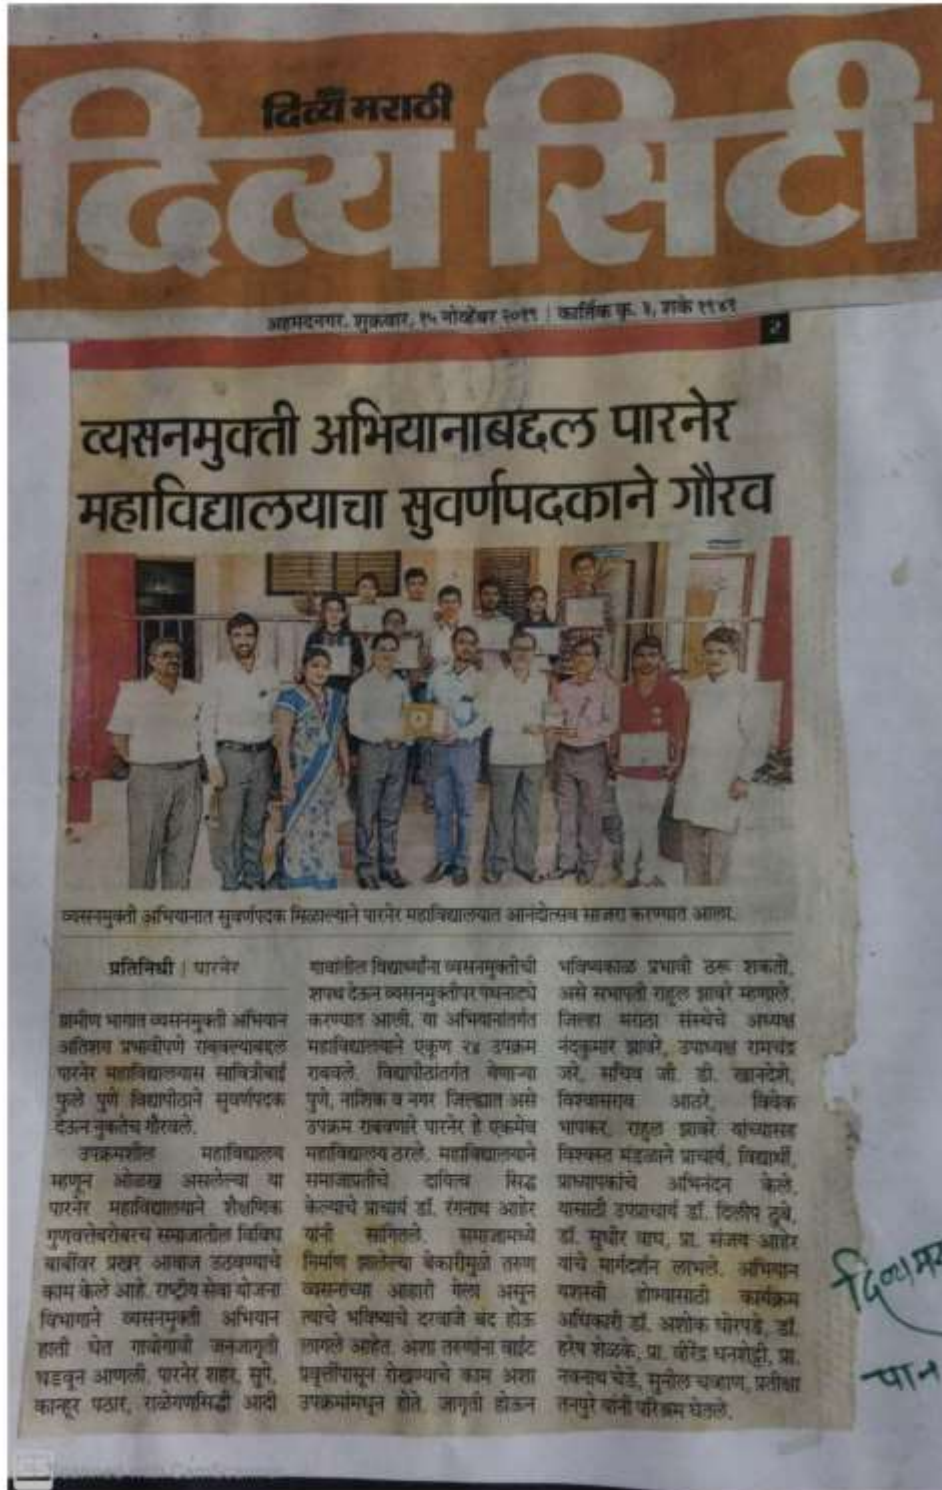 दिव्य मराठी
दिव्य सिटी
अहमदनगर, शुक्रवार, १५ नोव्हेंबर २०१९ | कार्तिक कृ. ३, शके १९४१
२
व्यसनमुक्ती अभियानाबद्दल पारनेर
महाविद्यालयाचा सुवर्णपदकाने गौरव
व्यसनमुक्ती अभियानात सुवर्णपदक मिळाल्याने पारनेर महाविद्यालयात आनंदोत्सव साजरा करण्यात आला.
प्रतिनिधी | पारनेर
ग्रामीण भागात व्यसनमुक्ती अभियान
अतिशय प्रभावीपणे राबवल्याबद्दल
पारनेर महाविद्यालयास सावित्रीबाई
फुले पुणे विद्यापीठाने सुवर्णपदक
देऊन नुकतेच गौरवले.
उपक्रमशील महाविद्यालय
म्हणून ओळख असलेल्या या
पारनेर महाविद्यालयाने शैक्षणिक
गुणवत्तेबरोबरच समाजातील विविध
बाबींवर प्रखर आवाज उठवण्याचे
काम केले आहे. राष्ट्रीय सेवा योजना
विभागाने व्यसनमुक्ती अभियान
हाती घेत गावोगावी जनजागृती
घडवून आणली. पारनेर शहर, सुपे,
कान्हूर पठार, राळेगणसिद्धी आदी
गावांतील विद्यार्थ्यांना व्यसनमुक्तीची
शपथ देऊन व्यसनमुक्तीपर पथनाट्ये
करण्यात आली. या अभियानांतर्गत
महाविद्यालयाने एकूण २४ उपक्रम
राबवले. विद्यापीठांतर्गत येणाऱ्या
पुणे, नाशिक व नगर जिल्ह्यात असे
उपक्रम राबवणारे पारनेर हे एकमेव
महाविद्यालय ठरले. महाविद्यालयाने
समाजाप्रतीचे दायित्व सिद्ध
केल्याचे प्राचार्य डॉ. रंगनाथ आहेर
यांनी सांगितले. समाजामध्ये
निर्माण झालेल्या बेकारीमुळे तरुण
व्यसनांच्या आहारी गेला असून
त्याचे भविष्याचे दरवाजे बंद होऊ
लागले आहेत. अशा तरुणांना वाईट
प्रवृत्तींपासून रोखण्याचे काम अशा
उपक्रमांमधून होते. जागृती होऊन
भविष्यकाळ प्रभावी ठरू शकतो,
असे सभापती राहुल झावरे म्हणाले.
जिल्हा मराठा संस्थेचे अध्यक्ष
नंदकुमार झावरे, उपाध्यक्ष रामचंद्र
दरे, सचिव जी. डी. खानदेशे,
विश्वासराव आठरे, विवेक
भापकर, राहुल झावरे यांच्यासह
विश्वस्त मंडळाने प्राचार्य, विद्यार्थी,
प्राध्यापकांचे अभिनंदन केले.
यासाठी उपप्राचार्य डॉ. दिलीप ठुबे,
डॉ. सुधीर वाघ, प्रा. संजय आहेर
यांचे मार्गदर्शन लाभले. अभियान
यशस्वी होण्यासाठी कार्यक्रम
अधिकारी डॉ. अशोक घोरपडे, डॉ.
हरेष शेळके, प्रा. वीरेंद्र धनशेट्टी, प्रा.
नवनाथ चेडे, सुनील चव्हाण, प्रतीक्षा
तनपुरे यांनी परिश्रम घेतले.
पान